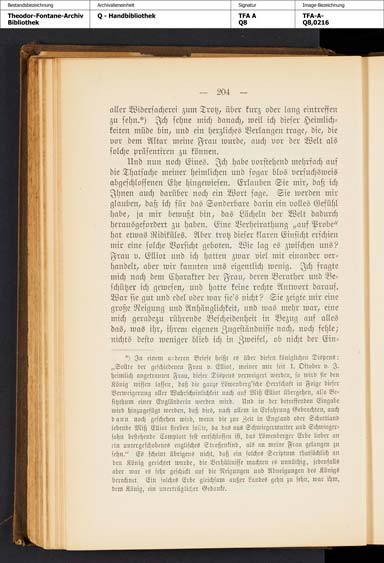 Bestandsbezeichnung
Archivalieneinheit
Signatur
Image-Bezeichnung
Theodor-Fontane-Archiv
Bibliothek
Q - Handbibliothek
TFA A
Q8
TFA-A-
Q8,0216
— 204 —
aller Widersacherei zum Trotz, über kurz oder lang eintreffen
zu sehn.*) Ich sehne mich danach, weil ich dieser Heimlich-
keiten müde bin, und ein herzliches Verlangen trage, die, die
vor dem Altar meine Frau wurde, auch vor der Welt als
solche präsentiren zu können.
Und nun noch Eines. Ich habe vorstehend mehrfach auf
die Thatsache meiner heimlichen und sogar blos versuchsweis
abgeschlossenen Ehe hingewiesen. Erlauben Sie mir, daß ich
Ihnen auch darüber noch ein Wort sage. Sie werden mir
glauben, daß ich für das Sonderbare darin ein volles Gefühl
habe, ja mir bewußt bin, das Lächeln der Welt dadurch
herausgefordert zu haben. Eine Verheirathung „auf Probe“
hat etwas Ridiküles. Aber trotz dieser klaren Einsicht erschien
mir eine solche Vorsicht geboten. Wie lag es zwischen uns?
Frau v. Elliot und ich hatten zwar viel mit einander ver-
handelt, aber wir kannten uns eigentlich wenig. Ich fragte
mich nach dem Charakter der Frau, deren Berather und Be-
schützer ich gewesen, und hatte keine rechte Antwort darauf.
War sie gut und edel oder war sie's nicht? Sie zeigte mir eine
große Neigung und Anhänglichkeit, und was mehr war, eine
mich geradezu rührende Bescheidenheit in Bezug auf alles
das, was ihr, ihrem eigenen Zugeständnisse nach, noch fehle;
nichts desto weniger blieb ich in Zweifel, ob nicht der Ein-
*) In einem anderen Briefe heißt es über diesen königlichen Dispens:
„Sollte der geschiedenen Frau v. Elliot, meiner mir seit 1. Oktober v. J.
heimlich angetrauten Frau, dieser Dispens verweigert werden, so wird sie den
König wissen lassen, daß die ganze Löwenberg'sche Herrschaft in Folge dieser
Verweigerung aller Wahrscheinlichkeit nach auf Miß Elliot übergehen, also Be-
sitzthum einer Engländerin werden wird. Und in der betreffenden Eingabe
wird hinzugefügt werden, daß dies, nach allem in Erfahrung Gebrachten, auch
dann noch geschehen wird, wenn die zur Zeit in England oder Schottland
lebende Miß Elliot sterben sollte, da das aus Schwiegermutter und Schwieger-
sohn bestehende Complott fest entschlossen ist, das Löwenberger Erbe lieber an
ein untergeschobenes englisches Straßenkind, als an meine Frau gelangen zu
sehn.“ Es scheint übrigens nicht, daß ein solches Scriptum thatsächlich an
den König gerichtet wurde, die Verhältnisse machten es unnöthig, jedenfalls
aber war es sehr geschickt auf die Neigungen und Abneigungen des Königs
berechnet. Ein solches Erbe gleichsam außer Landes gehn zu sehn, war ihm,
dem König, ein unerträglicher Gedanke.